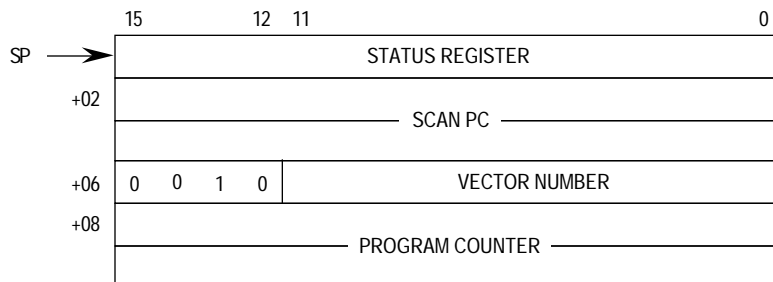 15 12 11 0
SP STATUS REGISTER
+02
SCAN PC
+06 0 0 1 0 VECTOR NUMBER
+08
PROGRAM COUNTER